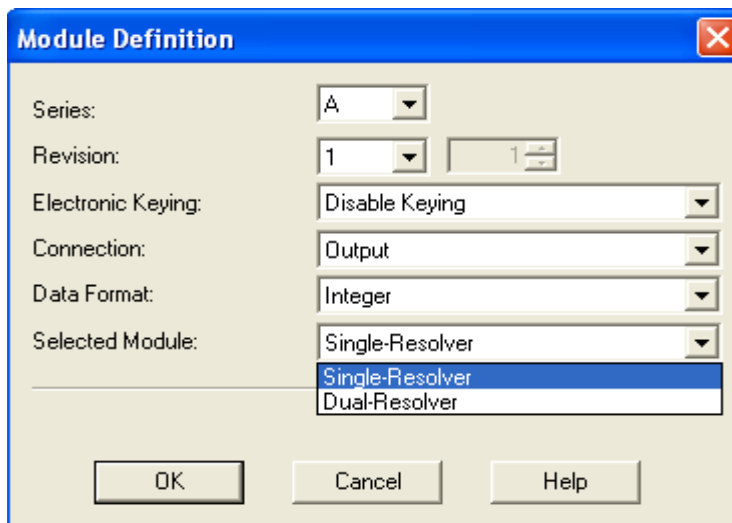 Module Definition
Series: A
Revision: 1 1
Electronic Keying: Disable Keying
Connection: Output
Data Format: Integer
Selected Module: Single-Resolver
Single-Resolver
Dual-Resolver
OK Cancel Help